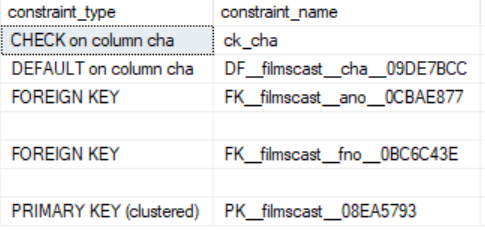 constraint_type constraint_name
CHECK on column cha ck_cha
DEFAULT on column cha DF__filmscast__cha__09DE7BCC
FOREIGN KEY FK__filmscast__ano__0CBAE877
FOREIGN KEY FK__filmscast__fno__0BC6C43E
PRIMARY KEY (clustered) PK__filmscast__08EA5793